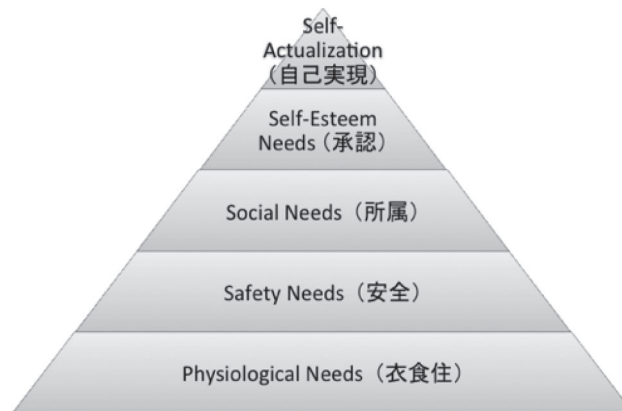 Self-
Actualization
（自己実現）
Self-Esteem
Needs（承認）
Social Needs（所属）
Safety Needs（安全）
Physiological Needs（衣食住）